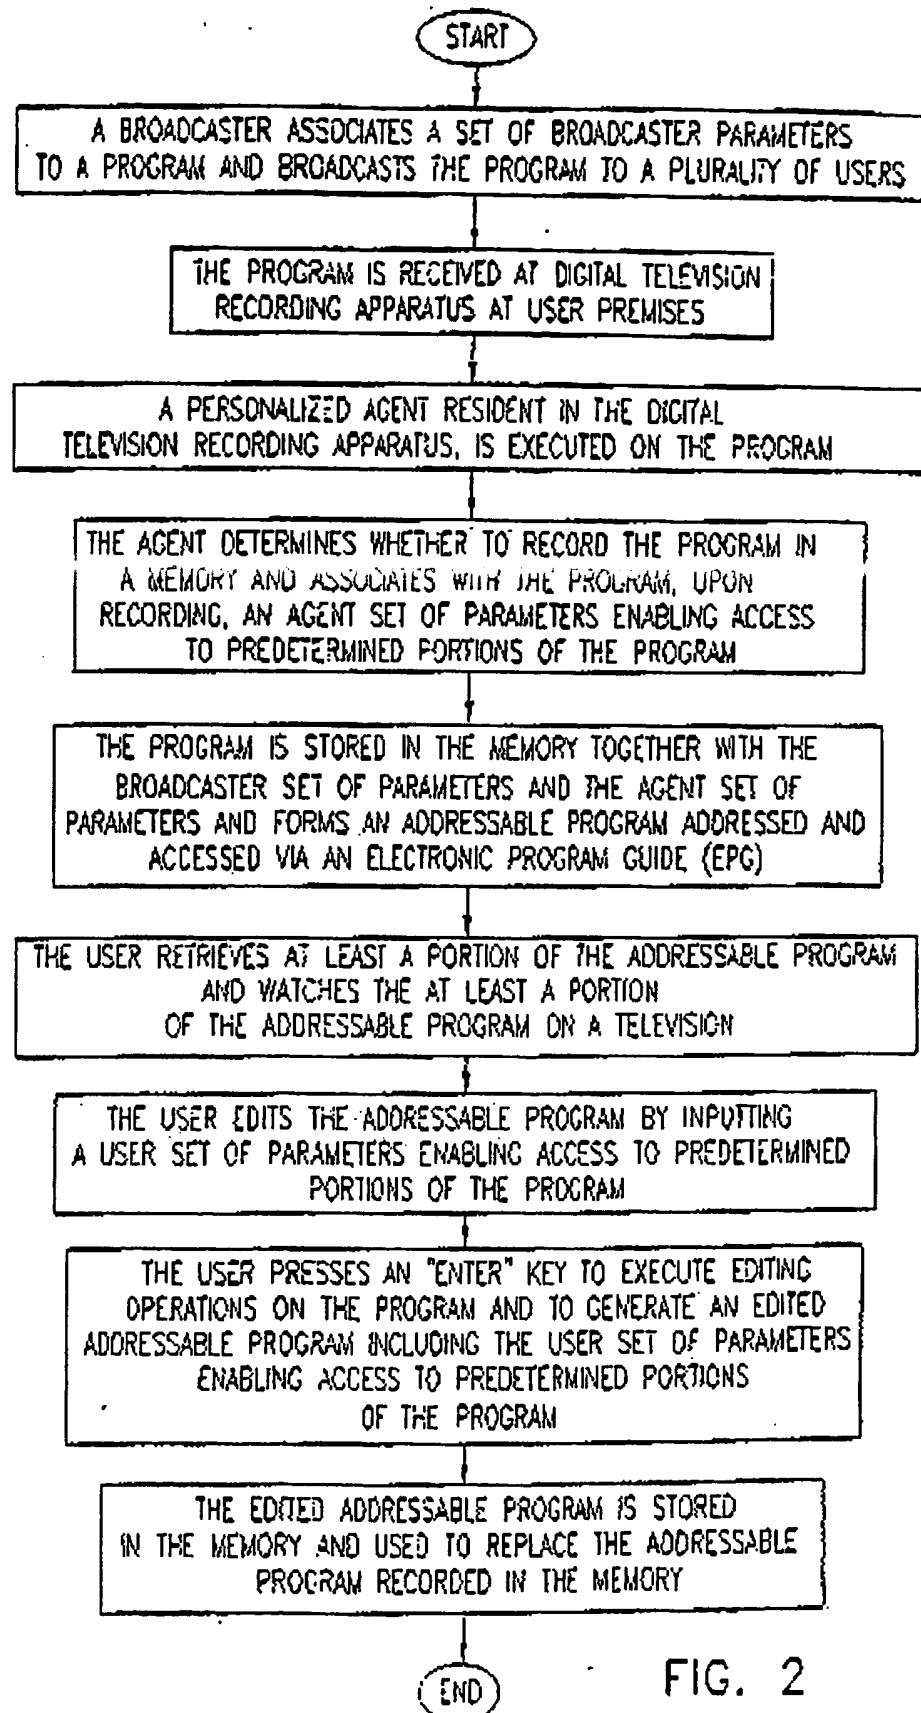 START
A BROADCASTER ASSOCIATES A SET OF BROADCASTER PARAMETERS
TO A PROGRAM AND BROADCASTS THE PROGRAM TO A PLURALITY OF USERS
THE PROGRAM IS RECEIVED AT DIGITAL TELEVISION
RECORDING APPARATUS AT USER PREMISES
A PERSONALIZED AGENT RESIDENT IN THE DIGITAL
TELEVISION RECORDING APPARATUS, IS EXECUTED ON THE PROGRAM
THE AGENT DETERMINES WHETHER TO RECORD THE PROGRAM IN
A MEMORY AND ASSOCIATES WITH THE PROGRAM, UPON
RECORDING, AN AGENT SET OF PARAMETERS ENABLING ACCESS
TO PREDETERMINED PORTIONS OF THE PROGRAM
THE PROGRAM IS STORED IN THE MEMORY TOGETHER WITH THE
BROADCASTER SET OF PARAMETERS AND THE AGENT SET OF
PARAMETERS AND FORMS AN ADDRESSABLE PROGRAM ADDRESSED AND
ACCESSED VIA AN ELECTRONIC PROGRAM GUIDE (EPG)
THE USER RETRIEVES AT LEAST A PORTION OF THE ADDRESSABLE PROGRAM
AND WATCHES THE AT LEAST A PORTION
OF THE ADDRESSABLE PROGRAM ON A TELEVISION
THE USER EDITS THE ADDRESSABLE PROGRAM BY INPUTTING
A USER SET OF PARAMETERS ENABLING ACCESS TO PREDETERMINED
PORTIONS OF THE PROGRAM
THE USER PRESSES AN "ENTER" KEY TO EXECUTE EDITING
OPERATIONS ON THE PROGRAM AND TO GENERATE AN EDITED
ADDRESSABLE PROGRAM INCLUDING THE USER SET OF PARAMETERS
ENABLING ACCESS TO PREDETERMINED PORTIONS
OF THE PROGRAM
THE EDITED ADDRESSABLE PROGRAM IS STORED
IN THE MEMORY AND USED TO REPLACE THE ADDRESSABLE
PROGRAM RECORDED IN THE MEMORY
END
FIG. 2